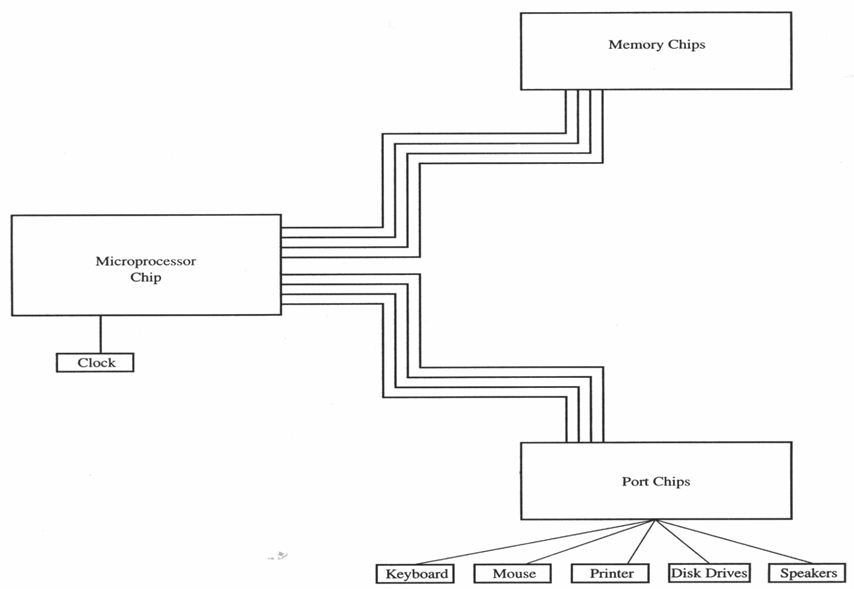 Memory Chips
Microprocessor
Chip
Clock
Port Chips
Keyboard
Mouse
Printer
Disk Drives
Speakers